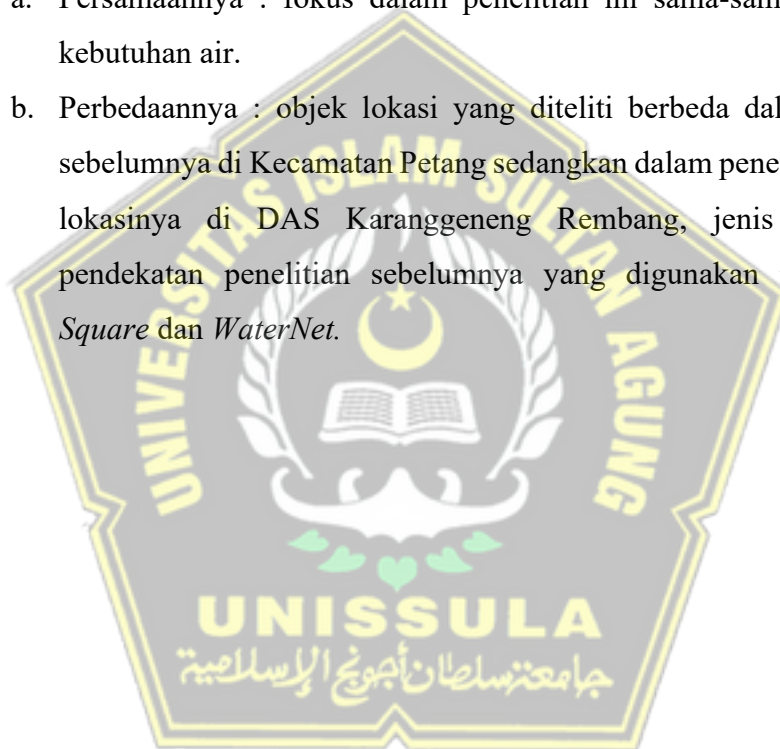 a. Persamaannya : fokus dalam penelitian ini sama-sam
kebutuhan air.
b. Perbedaannya : objek lokasi yang diteliti berbeda dal
sebelumnya di Kecamatan Petang sedangkan dalam pene
lokasinya di DAS Karanggeneng Rembang, jenis
pendekatan penelitian sebelumnya yang digunakan
Square dan WaterNet.
UNIVERSITAS ISLAM SULTAN AGUNG
UNISSULA
جامعتنسلطان أجونج الإسلامية